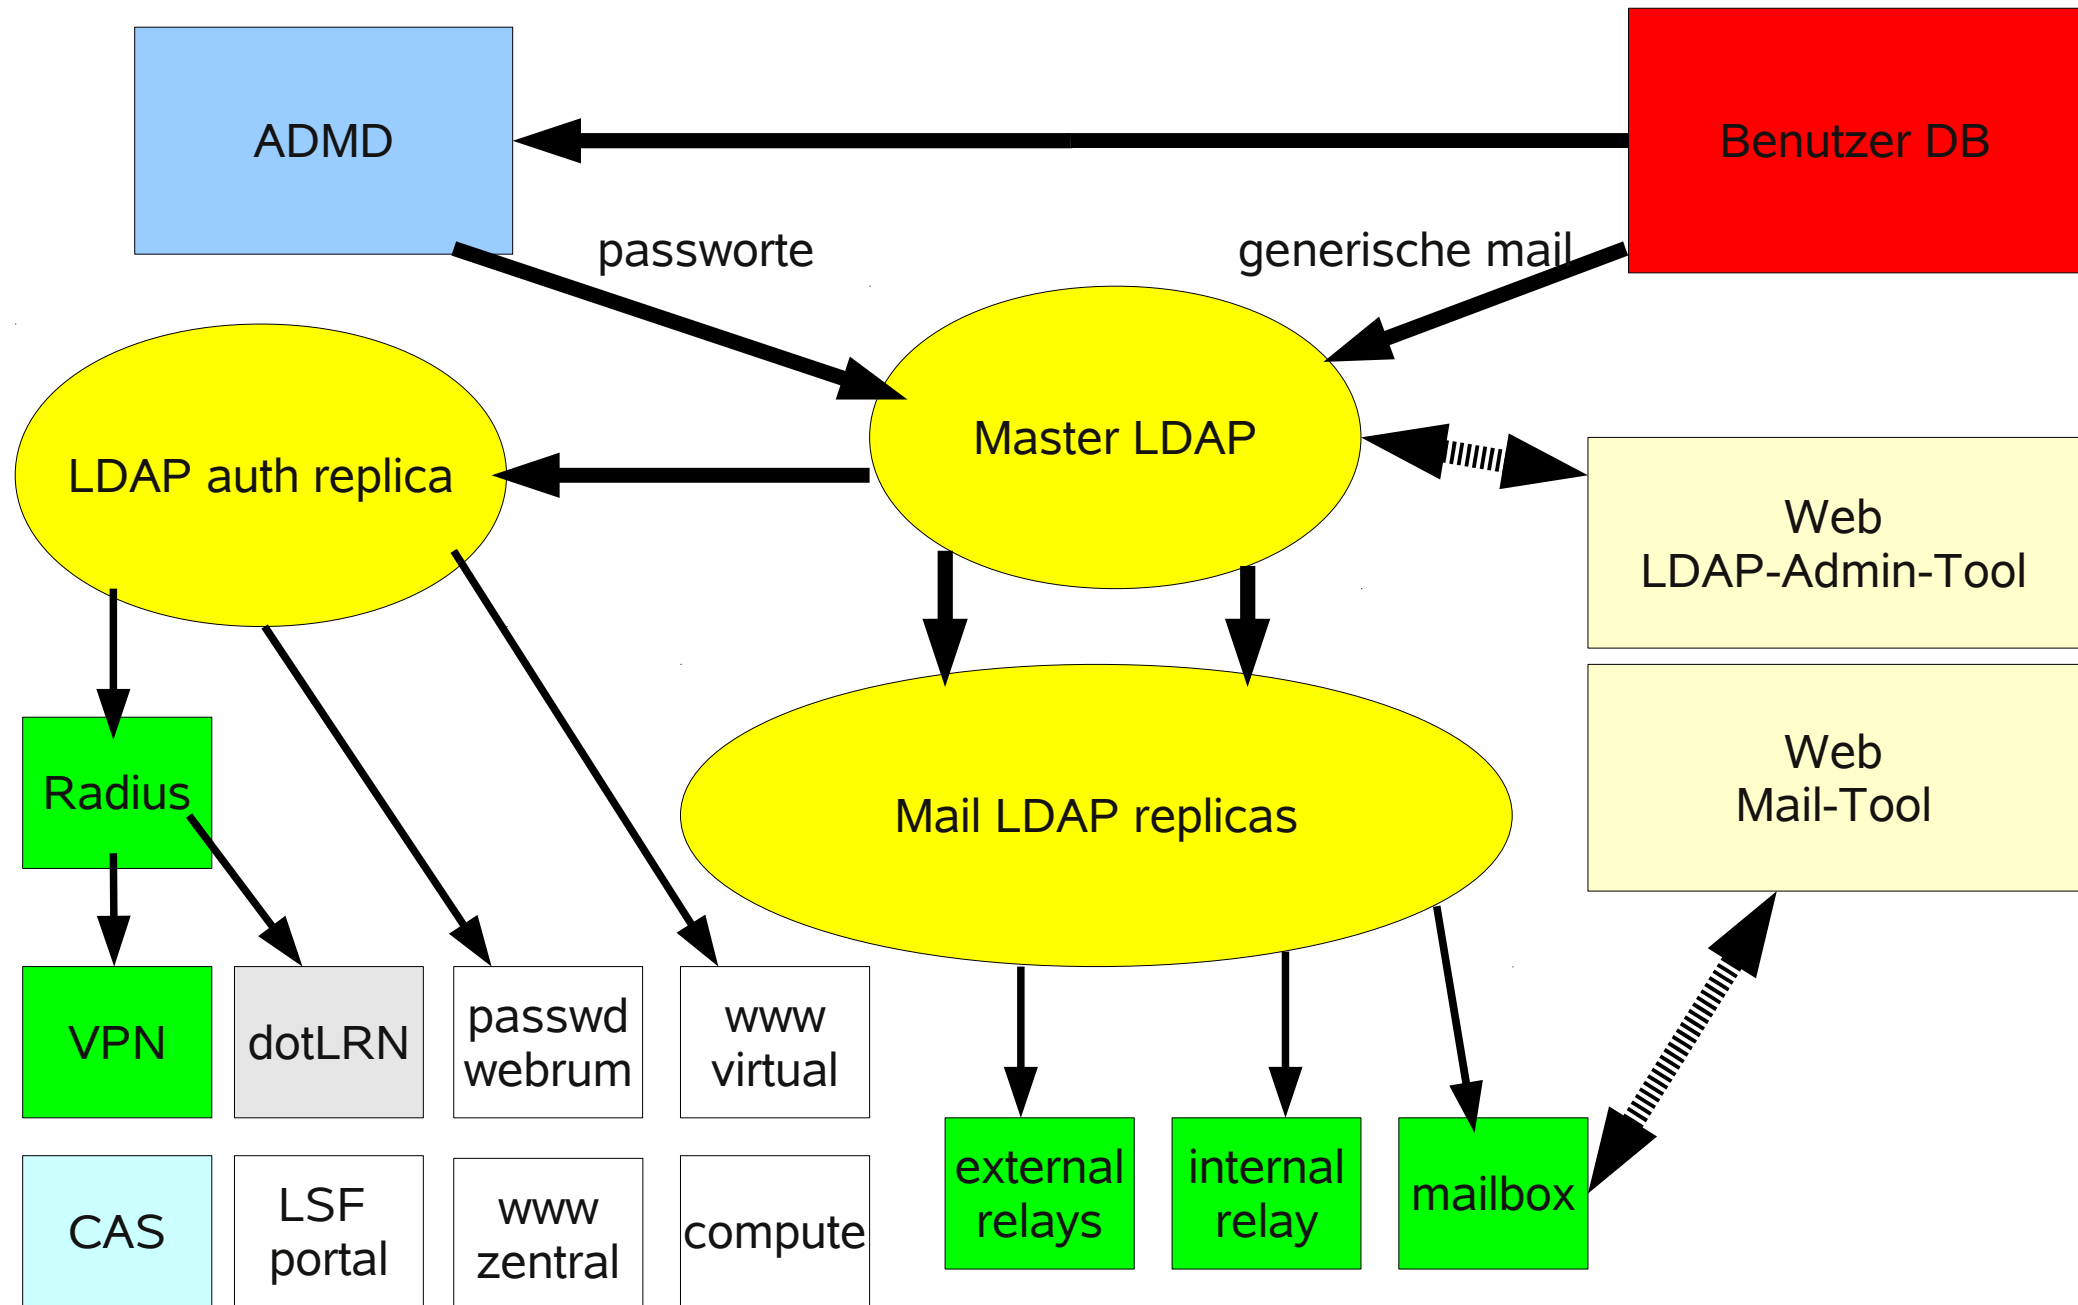 ADMD
Benutzer DB
passworte
generische mail
Master LDAP
LDAP auth replica
Web
LDAP-Admin-Tool
Web
Mail-Tool
Radius
Mail LDAP replicas
VPN
dotLRN
passwd
webrum
www
virtual
external
relays
internal
relay
mailbox
CAS
LSF
portal
www
zentral
compute